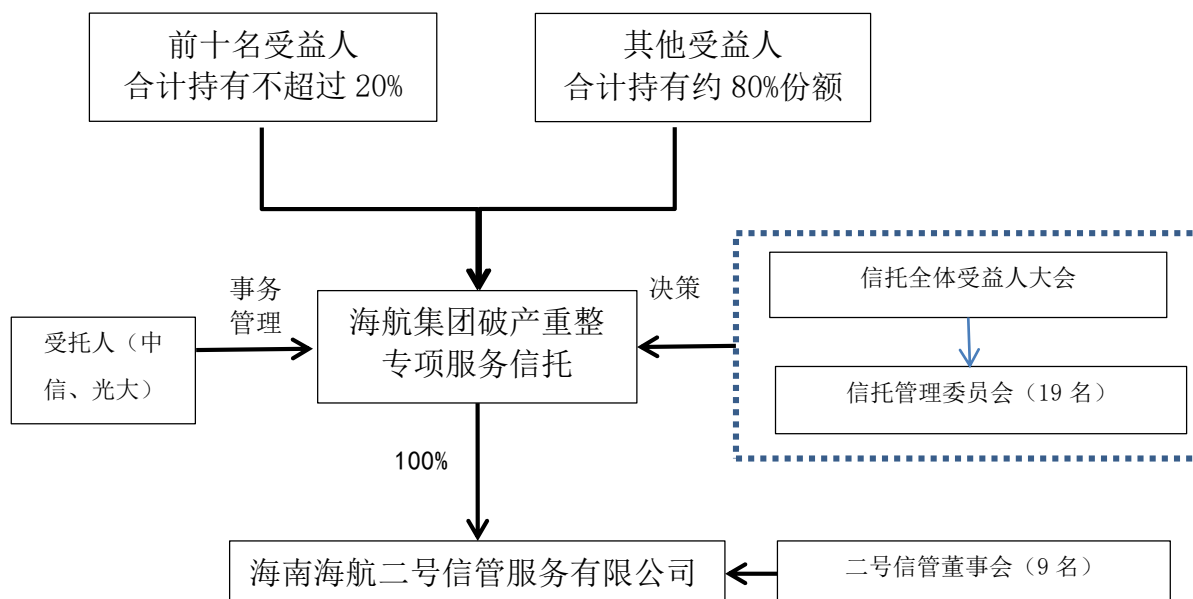 前十名受益人
合计持有不超过 20%
其他受益人
合计持有约 80%份额
事务
管理
决策
信托全体受益人大会
受托人（中
信、光大）
海航集团破产重整
专项服务信托
信托管理委员会（19 名）
100%
海南海航二号信管服务有限公司
二号信管董事会（9 名）